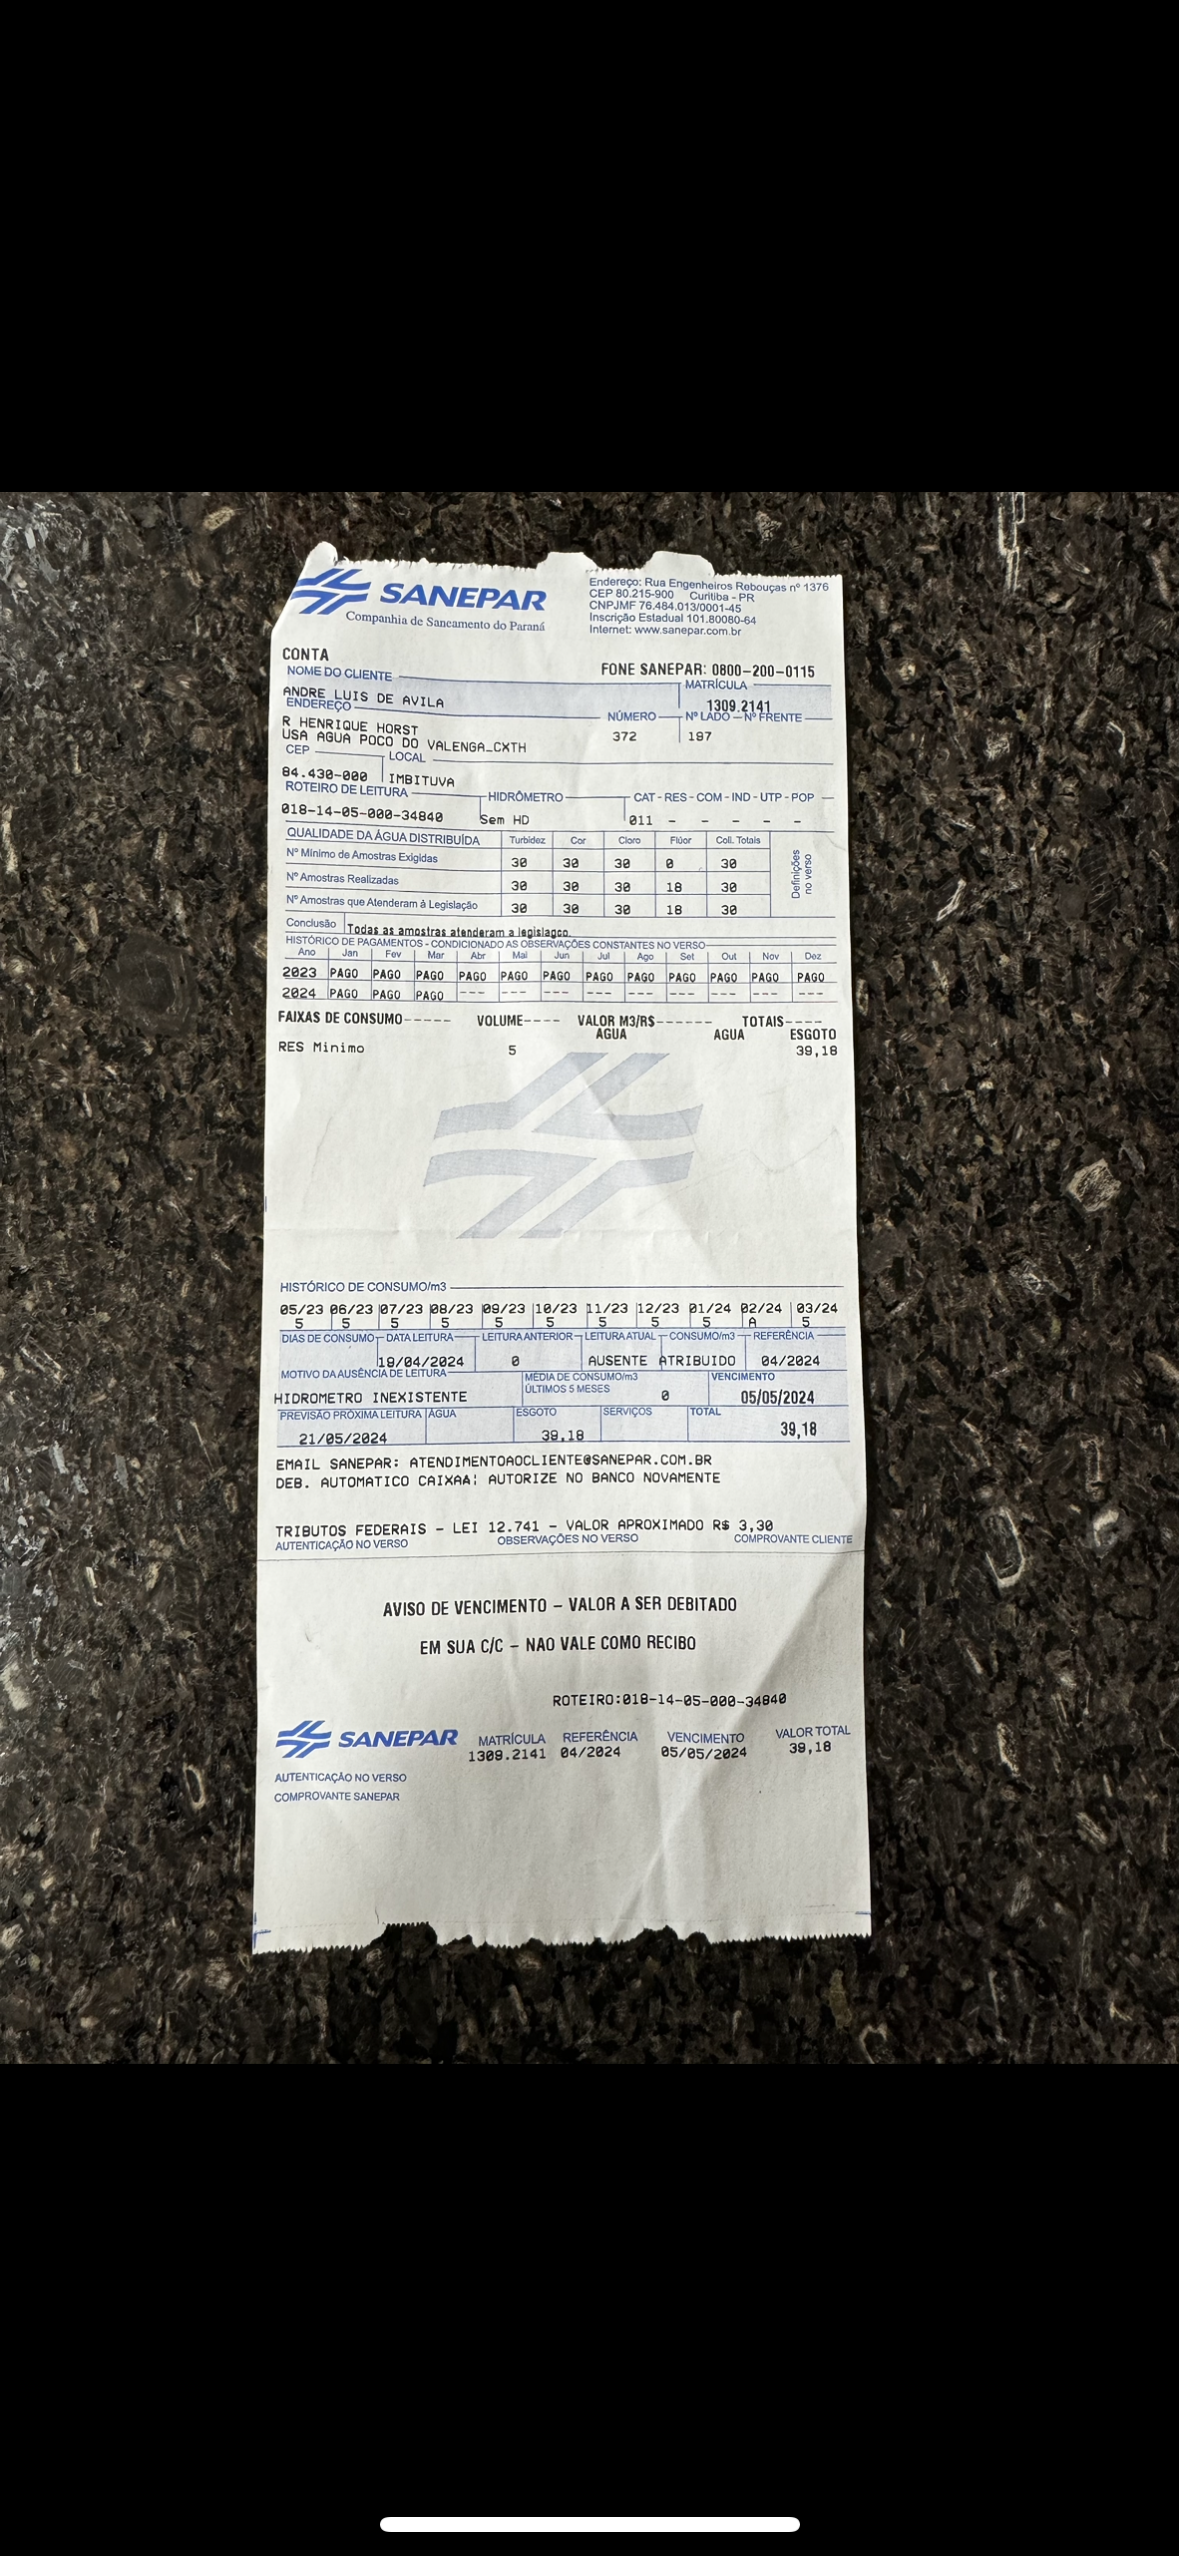 SANEPAR
Companhia de Saneamento do Paraná
Endereço: Rua Engenheiros Rebouças nº 1376
CEP 80.215-900 Curitiba - PR
CNPJMF 76.484.013/0001-45
Inscrição Estadual 101.80080-64
Internet: www.sanepar.com.br
CONTA
FONE SANEPAR: 0800-200-0115
NOME DO CLIENTE MATRÍCULA
ANDRE LUIS DE AVILA 1309.2141
ENDEREÇO NÚMERO Nº LADO - Nº FRENTE
R HENRIQUE HORST 372 187
USA AGUA POCO DO VALENGA_CXTH
CEP LOCAL
84.430-000 IMBITUVA
ROTEIRO DE LEITURA HIDRÔMETRO CAT - RES - COM - IND - UTP - POP
018-14-05-000-34840 Sem HD 011 - - - - -
QUALIDADE DA ÁGUA DISTRIBUÍDA Turbidez Cor Cloro Flúor Coli. Totais
Nº Mínimo de Amostras Exigidas 30 30 30 0 30
Nº Amostras Realizadas 30 30 30 18 30
Nº Amostras que Atenderam à Legislação 30 30 30 18 30
Definições no verso
Conclusão Todas as amostras atenderam a legislagco.
HISTÓRICO DE PAGAMENTOS - CONDICIONADO AS OBSERVAÇÕES CONSTANTES NO VERSO
Ano Jan Fev Mar Abr Mai Jun Jul Ago Set Out Nov Dez
2023 PAGO PAGO PAGO PAGO PAGO PAGO PAGO PAGO PAGO PAGO PAGO PAGO
2024 PAGO PAGO PAGO --- --- --- --- --- --- --- --- ---
FAIXAS DE CONSUMO----- VOLUME---- VALOR M3/R$------ TOTAIS----
AGUA AGUA ESGOTO
RES Minimo 5 39,18
HISTÓRICO DE CONSUMO/m3
05/23 06/23 07/23 08/23 09/23 10/23 11/23 12/23 01/24 02/24 03/24
5 5 5 5 5 5 5 5 5 A 5
DIAS DE CONSUMO DATA LEITURA LEITURA ANTERIOR LEITURA ATUAL CONSUMO/m3 REFERÊNCIA
19/04/2024 0 AUSENTE ATRIBUIDO 04/2024
MOTIVO DA AUSÊNCIA DE LEITURA MÉDIA DE CONSUMO/m3 VENCIMENTO
ÚLTIMOS 5 MESES
HIDROMETRO INEXISTENTE 0 05/05/2024
PREVISÃO PRÓXIMA LEITURA ÁGUA ESGOTO SERVIÇOS TOTAL
21/05/2024 39,18 39,18
EMAIL SANEPAR: ATENDIMENTOAOCLIENTE@SANEPAR.COM.BR
DEB. AUTOMATICO CAIXAA: AUTORIZE NO BANCO NOVAMENTE
TRIBUTOS FEDERAIS - LEI 12.741 - VALOR APROXIMADO R$ 3,30
AUTENTICAÇÃO NO VERSO OBSERVAÇÕES NO VERSO COMPROVANTE CLIENTE
AVISO DE VENCIMENTO - VALOR A SER DEBITADO
EM SUA C/C - NAO VALE COMO RECIBO
ROTEIRO:018-14-05-000-34840
SANEPAR MATRÍCULA REFERÊNCIA VENCIMENTO VALOR TOTAL
1309.2141 04/2024 05/05/2024 39,18
AUTENTICAÇÃO NO VERSO
COMPROVANTE SANEPAR